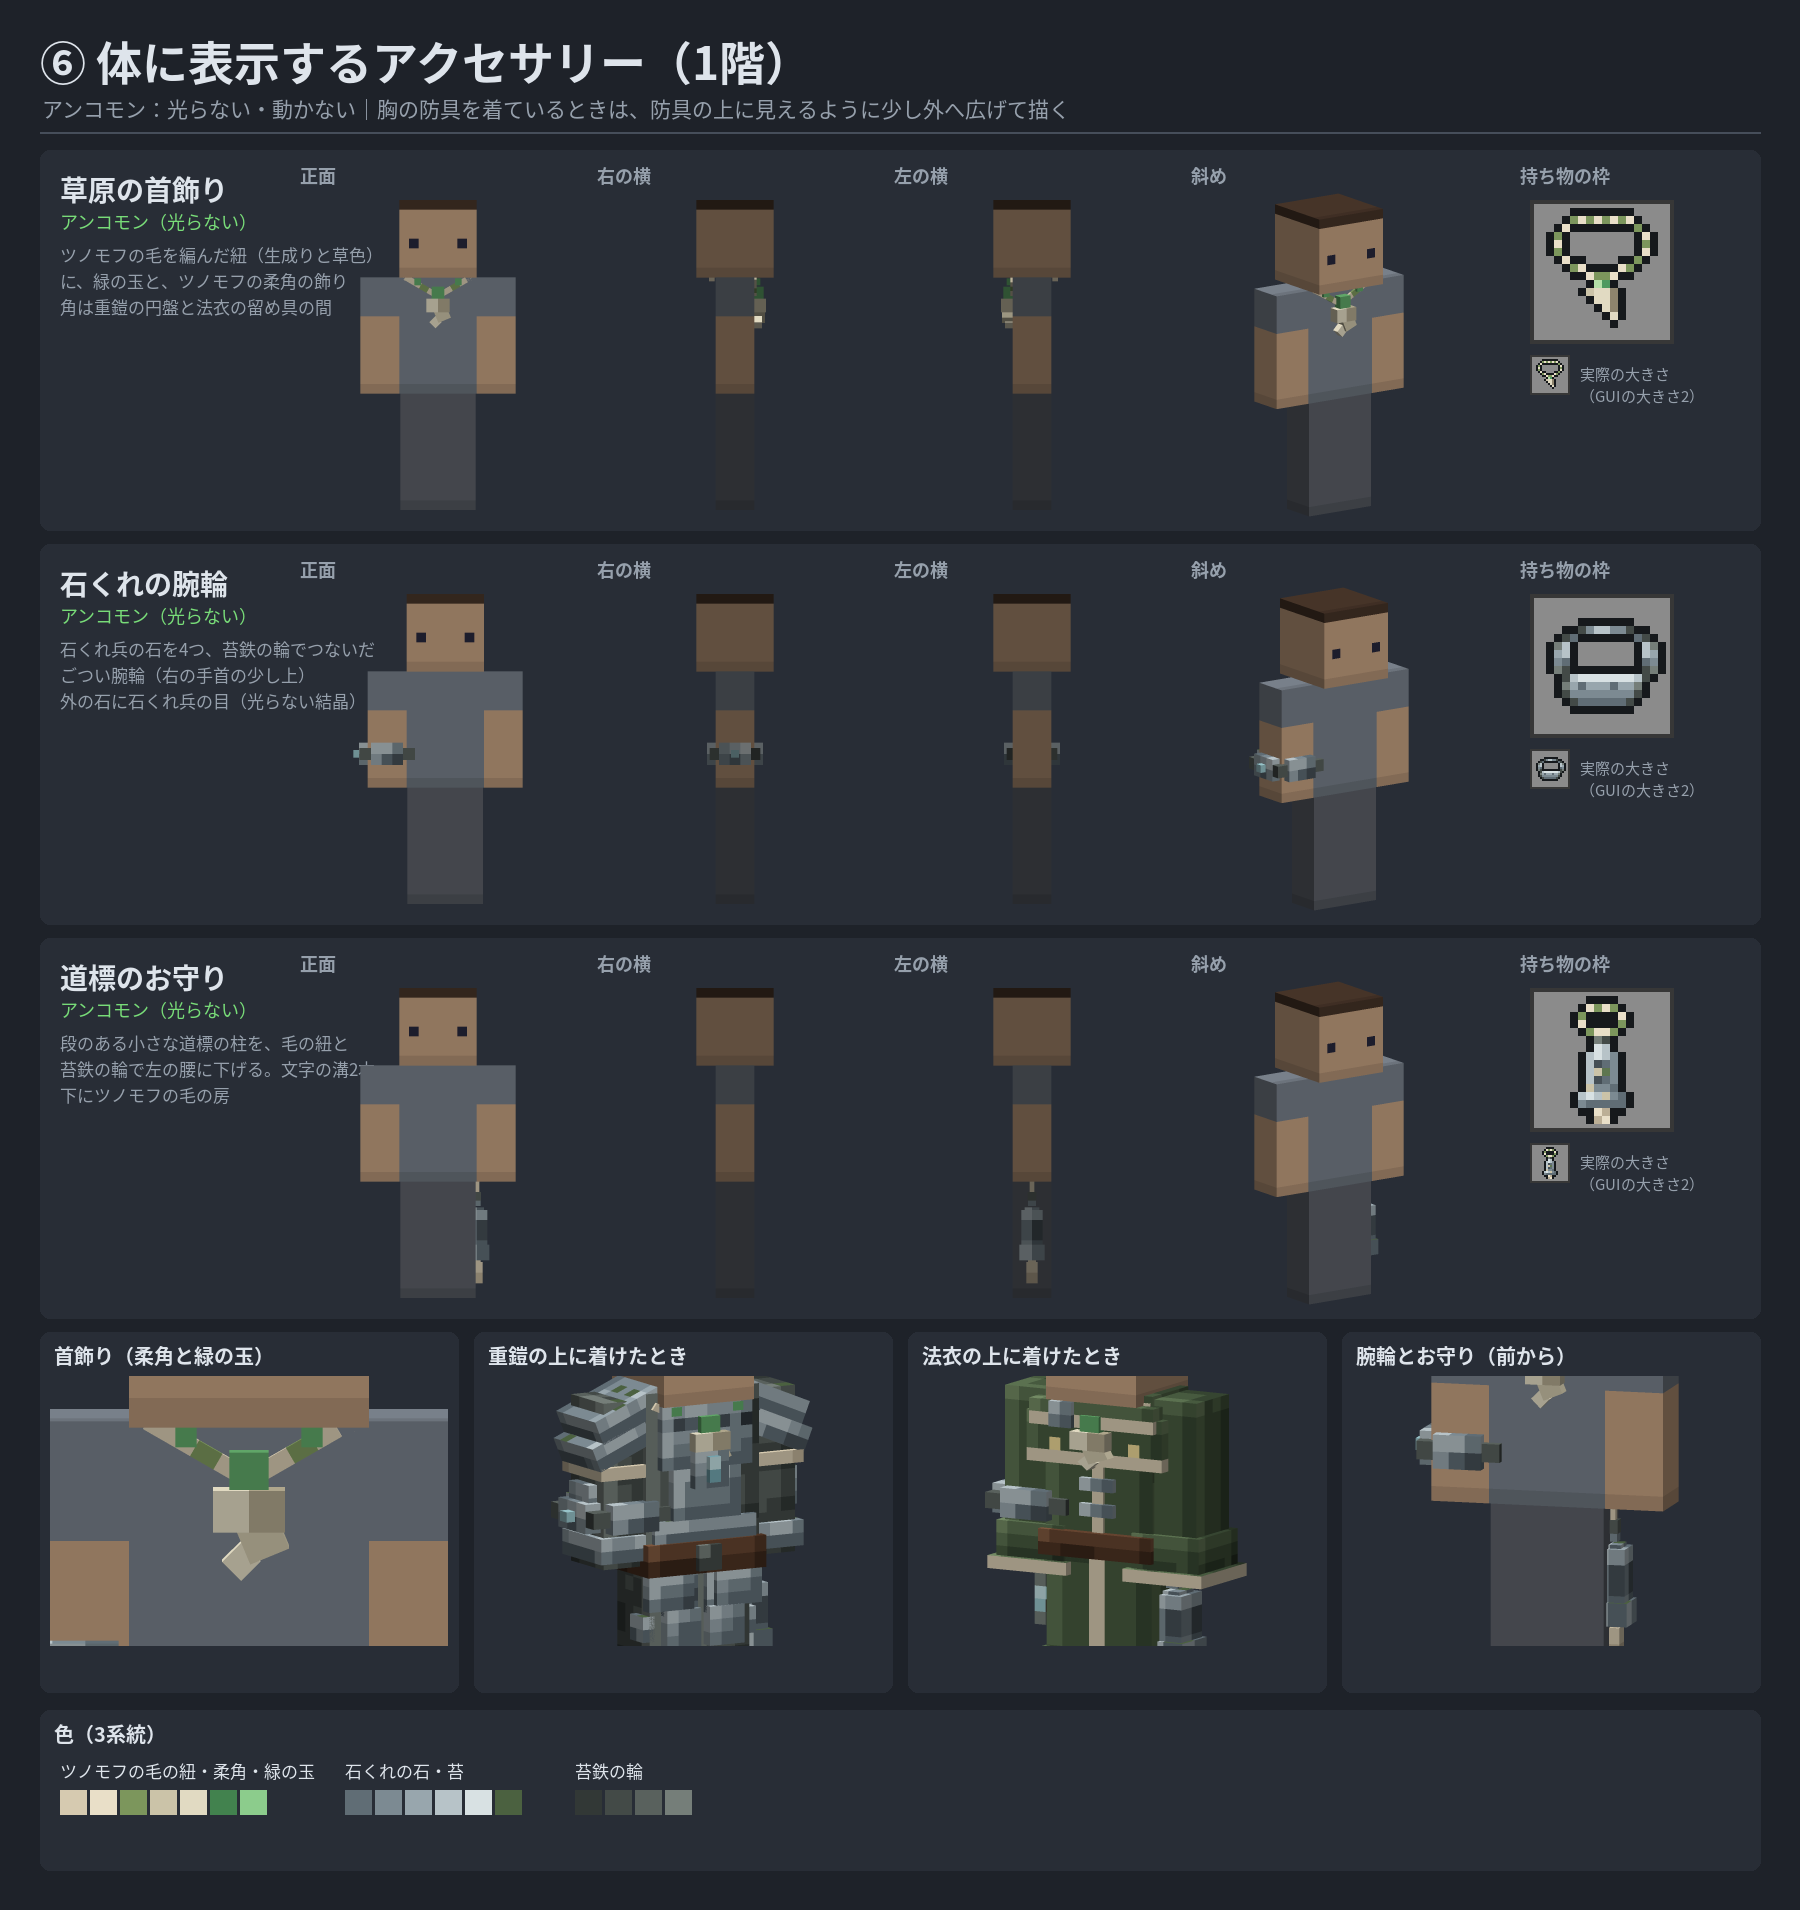 ⑥ 体に表示するアクセサリー（1階）
アンコモン：光らない・動かない｜胸の防具を着ているときは、防具の上に見えるように少し外へ広げて描く
草原の首飾り
アンコモン（光らない）
ツノモフの毛を編んだ紐（生成りと草色）
に、緑の玉と、ツノモフの柔角の飾り
角は重鎧の円盤と法衣の留め具の間
正面
右の横
左の横
斜め
持ち物の枠
実際の大きさ
（GUIの大きさ2）
石くれの腕輪
アンコモン（光らない）
石くれ兵の石を4つ、苔鉄の輪でつないだ
ごつい腕輪（右の手首の少し上）
外の石に石くれ兵の目（光らない結晶）
正面
右の横
左の横
斜め
持ち物の枠
実際の大きさ
（GUIの大きさ2）
道標のお守り
アンコモン（光らない）
段のある小さな道標の柱を、毛の紐と
苔鉄の輪で左の腰に下げる。文字の溝2
下にツノモフの毛の房
正面
右の横
左の横
斜め
持ち物の枠
実際の大きさ
（GUIの大きさ2）
首飾り（柔角と緑の玉）
重鎧の上に着けたとき
法衣の上に着けたとき
腕輪とお守り（前から）
色（3系統）
ツノモフの毛の紐・柔角・緑の玉
石くれの石・苔
苔鉄の輪